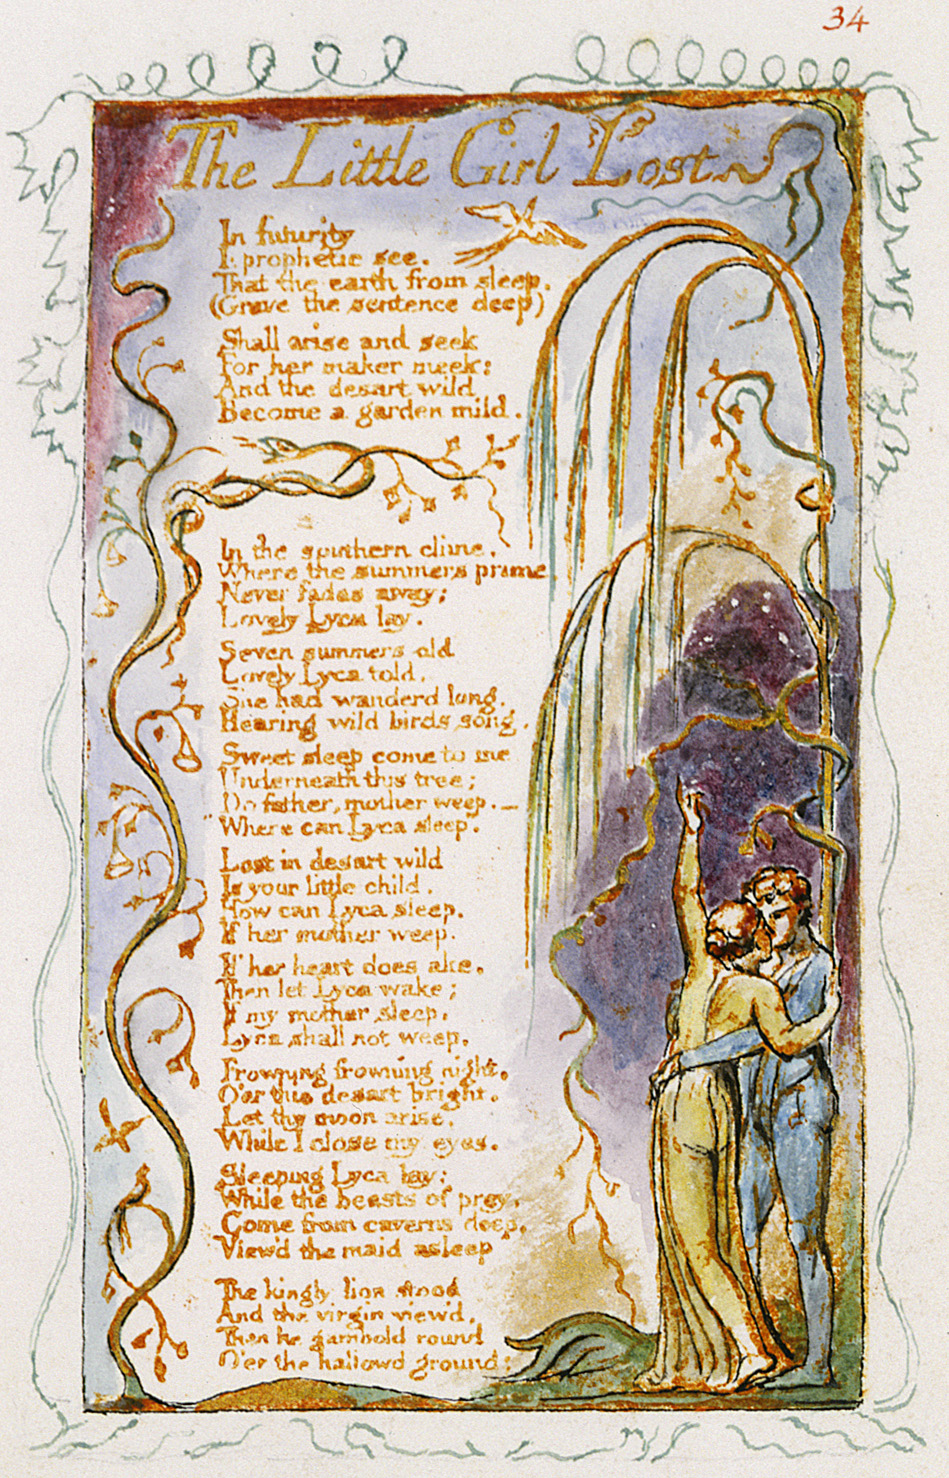 34
The Little Girl Lost
In futurity
I prophetic see.
That the earth from sleep.
(Grave the sentence deep)
Shall arise and seek
For her maker meek:
And the desart wild
Become a garden mild.
In the southern clime,
Where the summers prime
Never fades away;
Lovely Lyca lay.
Seven summers old
Lovely Lyca told,
She had wanderd long,
Hearing wild birds song.
Sweet sleep come to me
Underneath this tree;
Do father, mother weep.—
"Where can Lyca sleep".
Lost in desart wild
Is your little child.
How can Lyca sleep.
If her mother weep.
If her heart does ake,
Then let Lyca wake;
If my mother sleep,
Lyca shall not weep.
Frowning frowning night,
O'er this desart bright.
Let thy moon arise,
While I close my eyes.
Sleeping Lyca lay;
While the beasts of prey,
Come from caverns deep,
View'd the maid asleep
The kingly lion stood
And the virgin view'd,
Then he gambold round
O'er the hallowd ground: